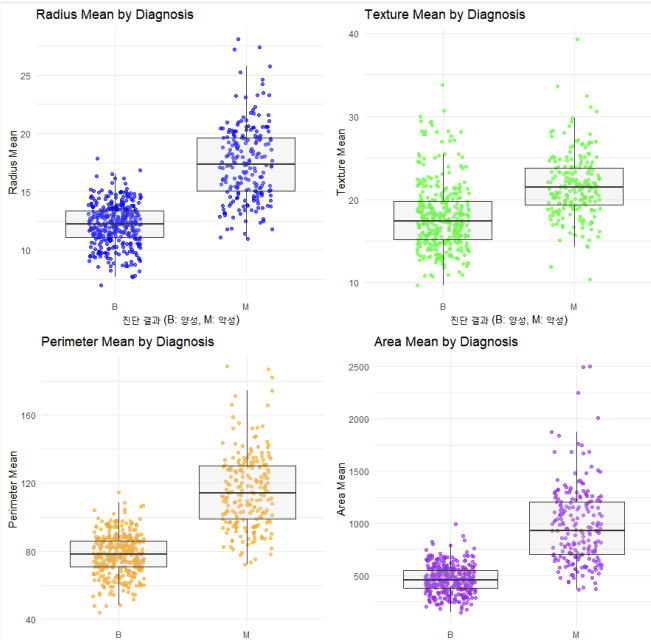 Radius Mean by Diagnosis
Radius Mean
25
20
15
10
B
M
진단 결과 (B: 양성, M: 악성)
Texture Mean by Diagnosis
Texture Mean
40
30
20
10
B
M
진단 결과 (B: 양성, M: 악성)
Perimeter Mean by Diagnosis
Perimeter Mean
160
120
80
40
B
M
Area Mean by Diagnosis
Area Mean
2500
2000
1500
1000
500
B
M